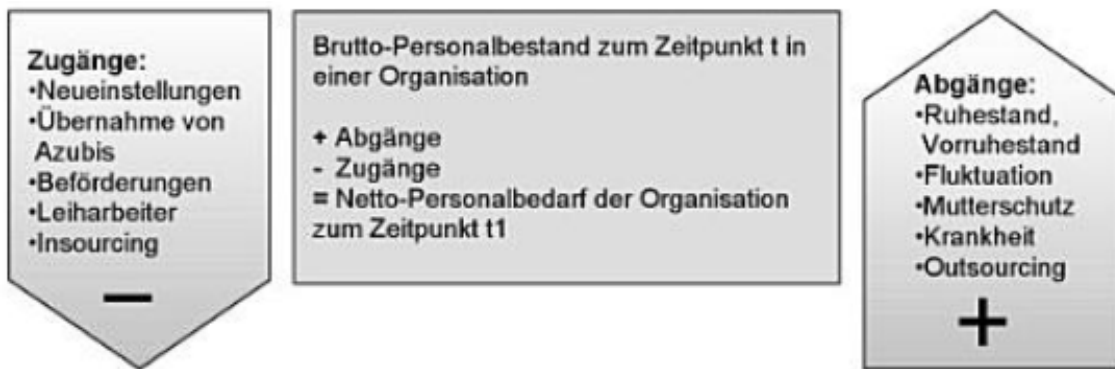 Zugänge:
•Neueinstellungen
•Übernahme von
Azubis
•Beförderungen
•Leiharbeiter
•Insourcing
−
Brutto-Personalbestand zum Zeitpunkt t in
einer Organisation
+ Abgänge
- Zugänge
= Netto-Personalbedarf der Organisation
zum Zeitpunkt t1
Abgänge:
•Ruhestand,
Vorruhestand
•Fluktuation
•Mutterschutz
•Krankheit
•Outsourcing
+